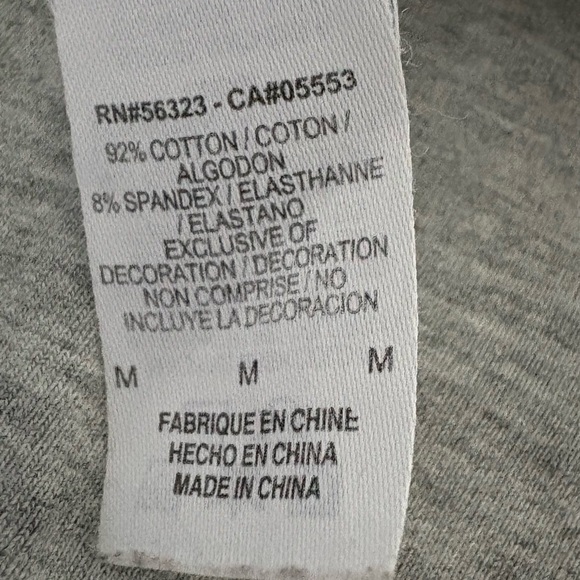 RN#56323 - CA#05553
92% COTTON / COTON /
ALGODON
8% SPANDEX / ELASTHANNE
/ ELASTANO
EXCLUSIVE OF
DECORATION / DECORATION
NON COMPRISE / NO
INCLUYE LA DECORACION
M M M
FABRIQUE EN CHINE
HECHO EN CHINA
MADE IN CHINA